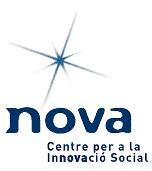 nova
Centre per a la
InNOVAció Social